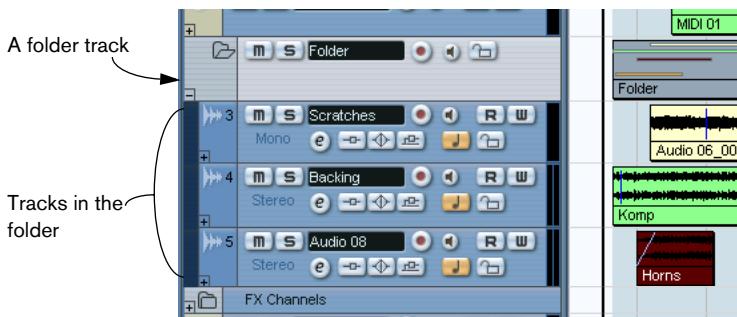 MIDI 01
A folder track
m S Folder
Folder
3 m S Scratches R W
Mono e
Audio 06_00
4 m S Backing R W
Stereo e
Komp
Tracks in the
folder
5 m S Audio 08 R W
Stereo e
Horns
FX Channels